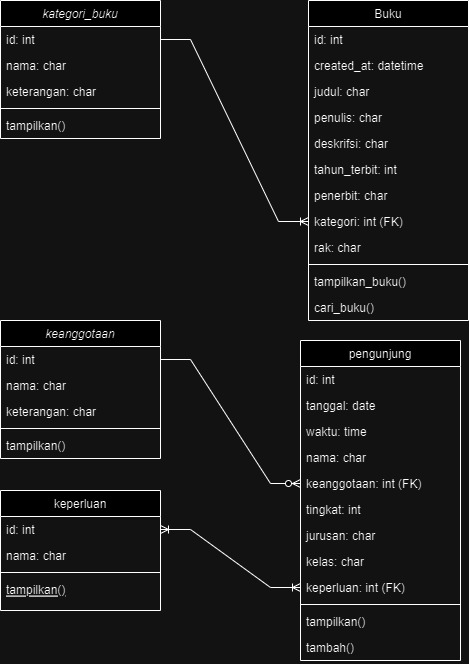 kategori_buku
id: int
nama: char
keterangan: char
tampilkan()
Buku
id: int
created_at: datetime
judul: char
penulis: char
deskrifsi: char
tahun_terbit: int
penerbit: char
kategori: int (FK)
rak: char
tampilkan_buku()
cari_buku()
keanggotaan
id: int
nama: char
keterangan: char
tampilkan()
pengunjung
id: int
tanggal: date
waktu: time
nama: char
keanggotaan: int (FK)
tingkat: int
jurusan: char
kelas: char
keperluan: int (FK)
tampilkan()
tambah()
keperluan
id: int
nama: char
tampilkan()